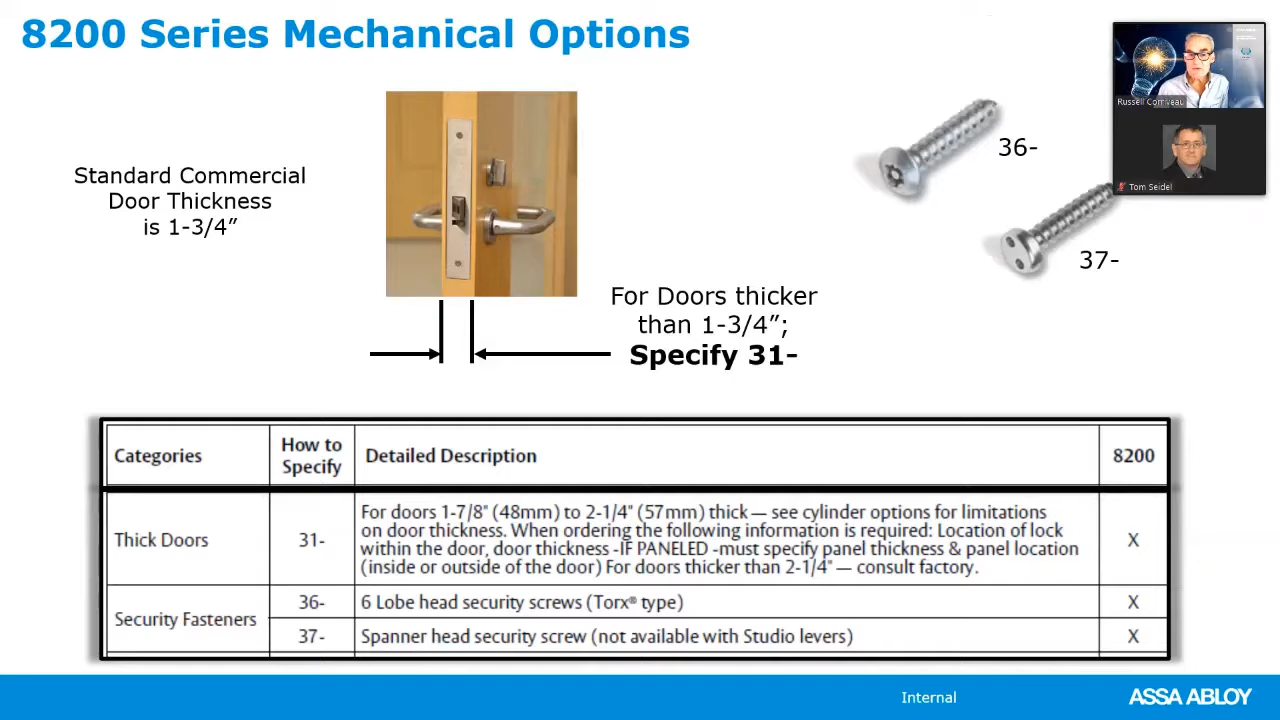 8200 Series Mechanical Options
Russell Corriveau
Tom Seidel
Standard Commercial
Door Thickness
is 1-3/4”
36-
37-
For Doors thicker
than 1-3/4”;
Specify 31-
Categories
How to
Specify
Detailed Description
8200
Thick Doors
31-
For doors 1-7/8" (48mm) to 2-1/4" (57mm) thick — see cylinder options for limitations
on door thickness. When ordering the following information is required: Location of lock
within the door, door thickness -IF PANELED -must specify panel thickness & panel location
(inside or outside of the door) For doors thicker than 2-1/4" — consult factory.
X
Security Fasteners
36-
6 Lobe head security screws (Torx® type)
X
37-
Spanner head security screw (not available with Studio levers)
X
Internal
ASSA ABLOY